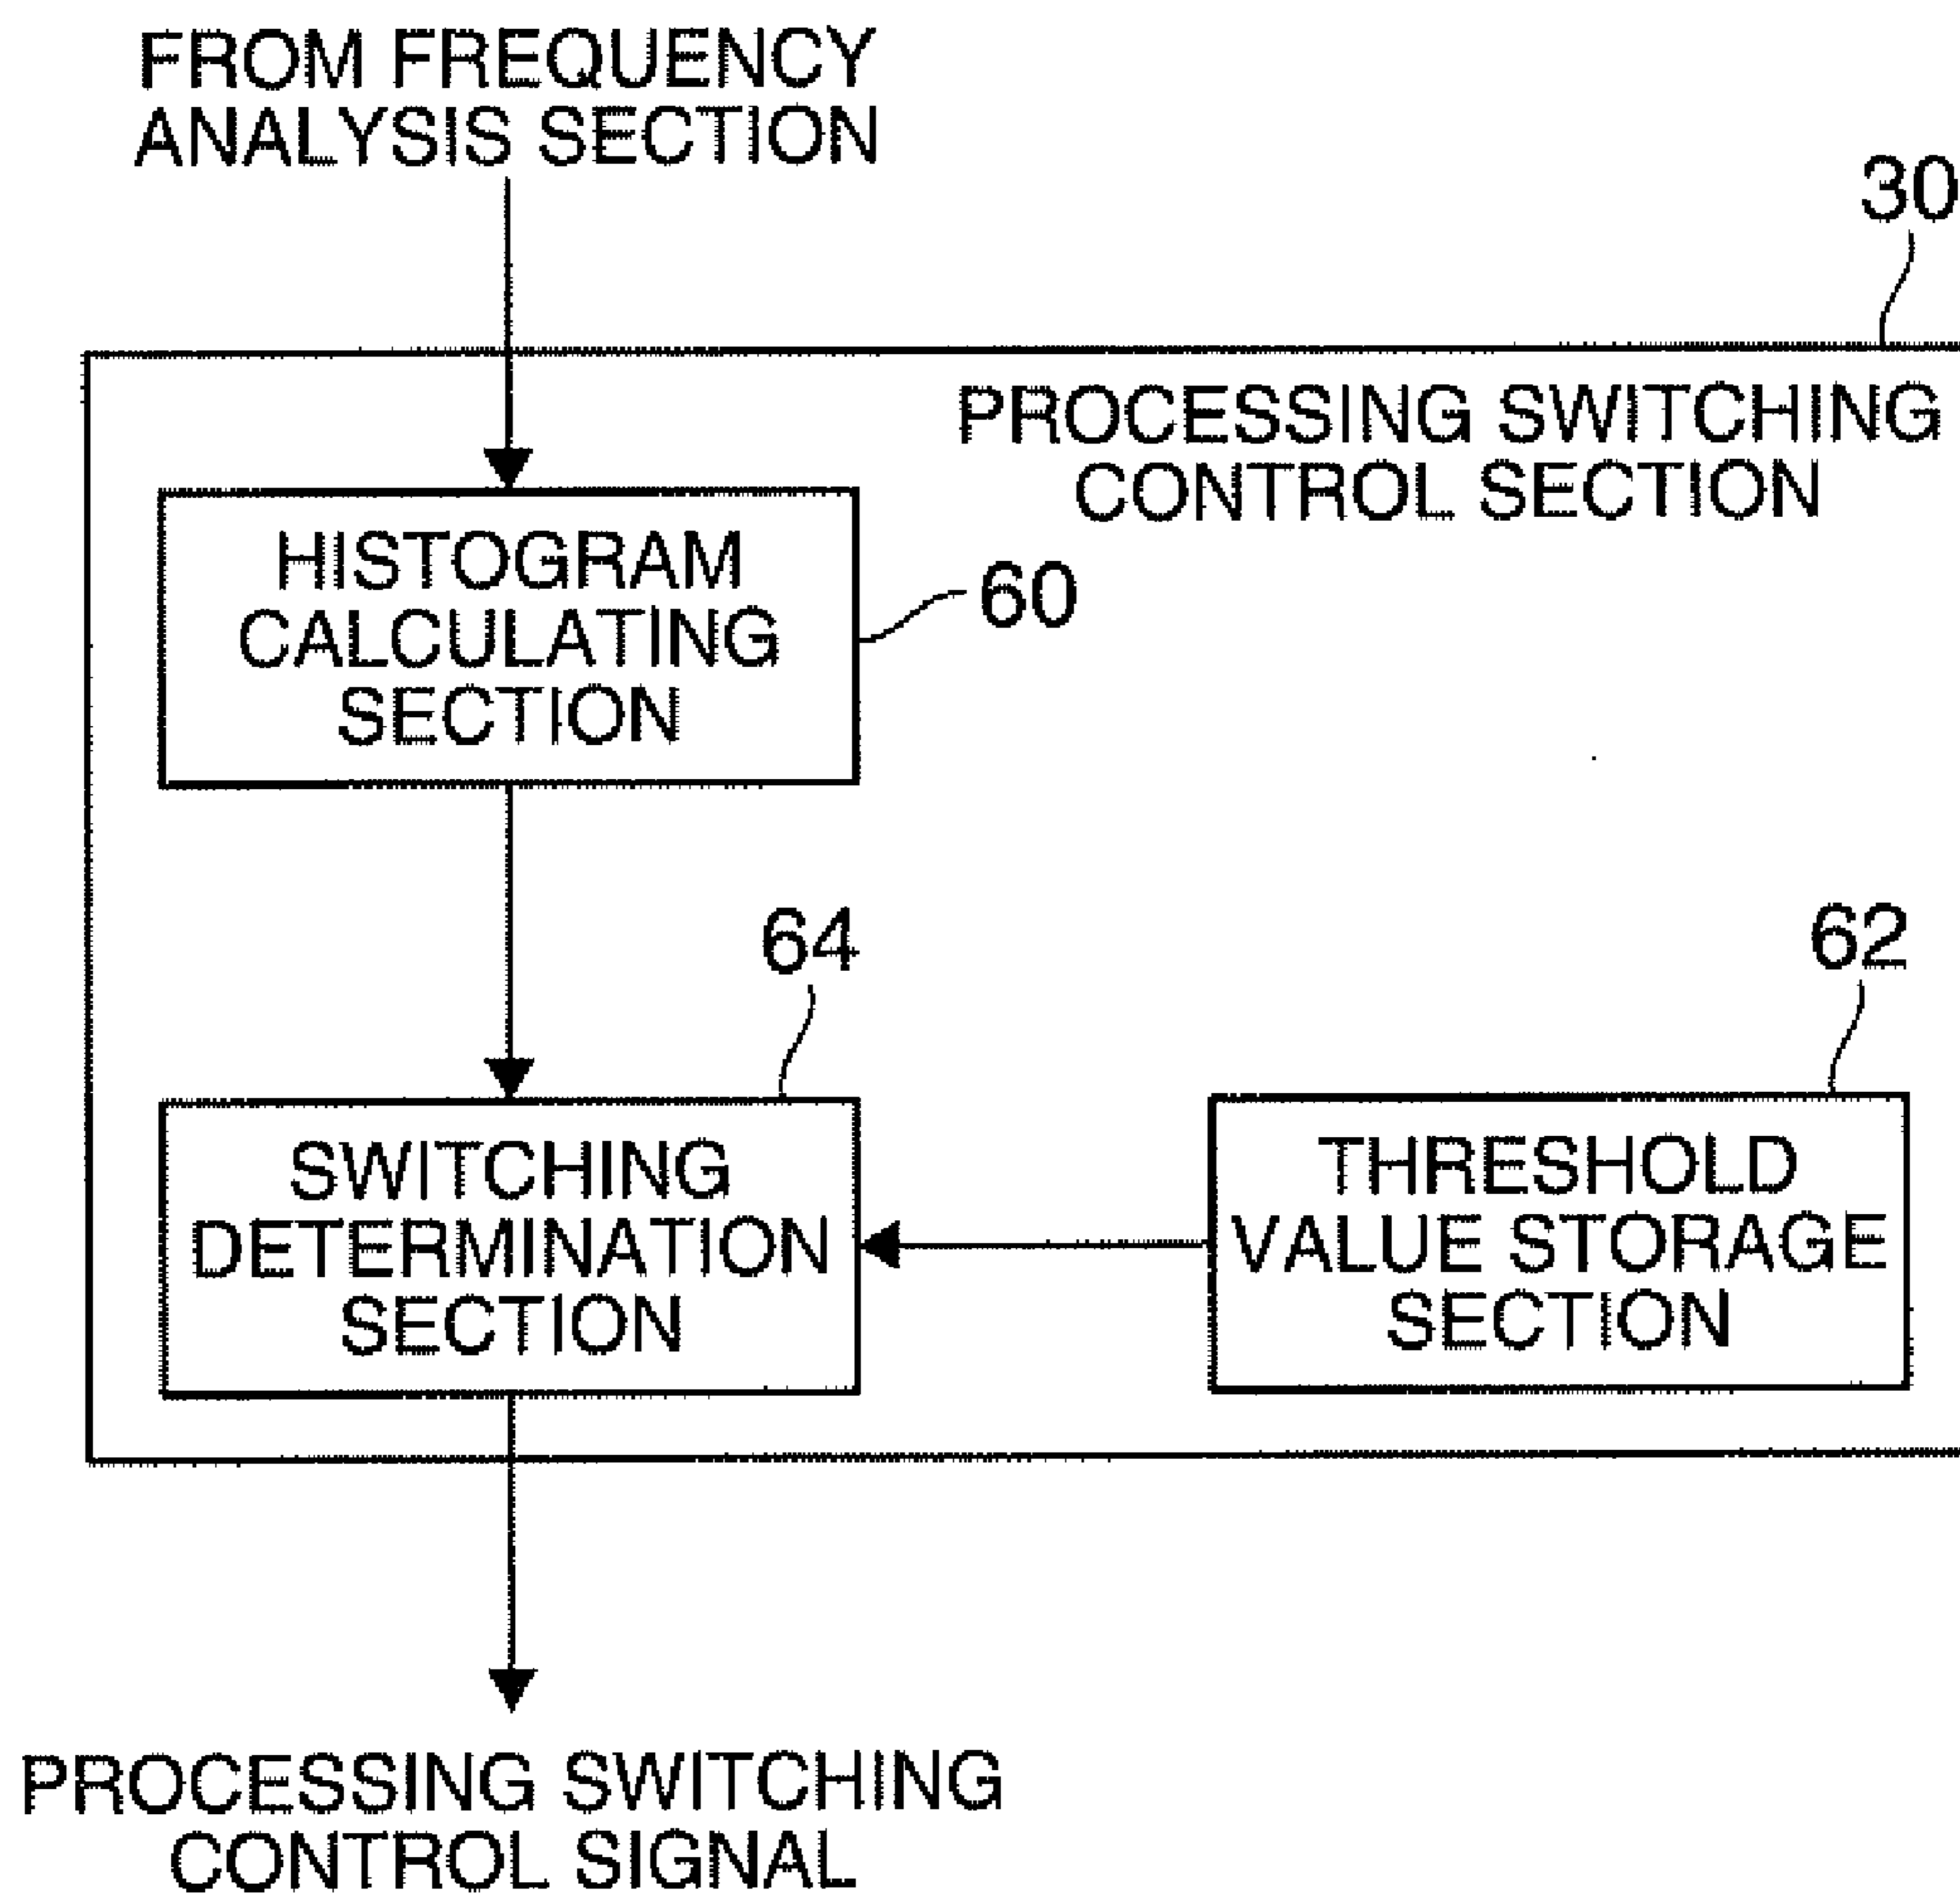 FROM FREQUENCY
ANALYSIS SECTION
30
PROCESSING SWITCHING
CONTROL SECTION
HISTOGRAM
CALCULATING
SECTION
60
64
62
SWITCHING
DETERMINATION
SECTION
THRESHOLD
VALUE STORAGE
SECTION
PROCESSING SWITCHING
CONTROL SIGNAL